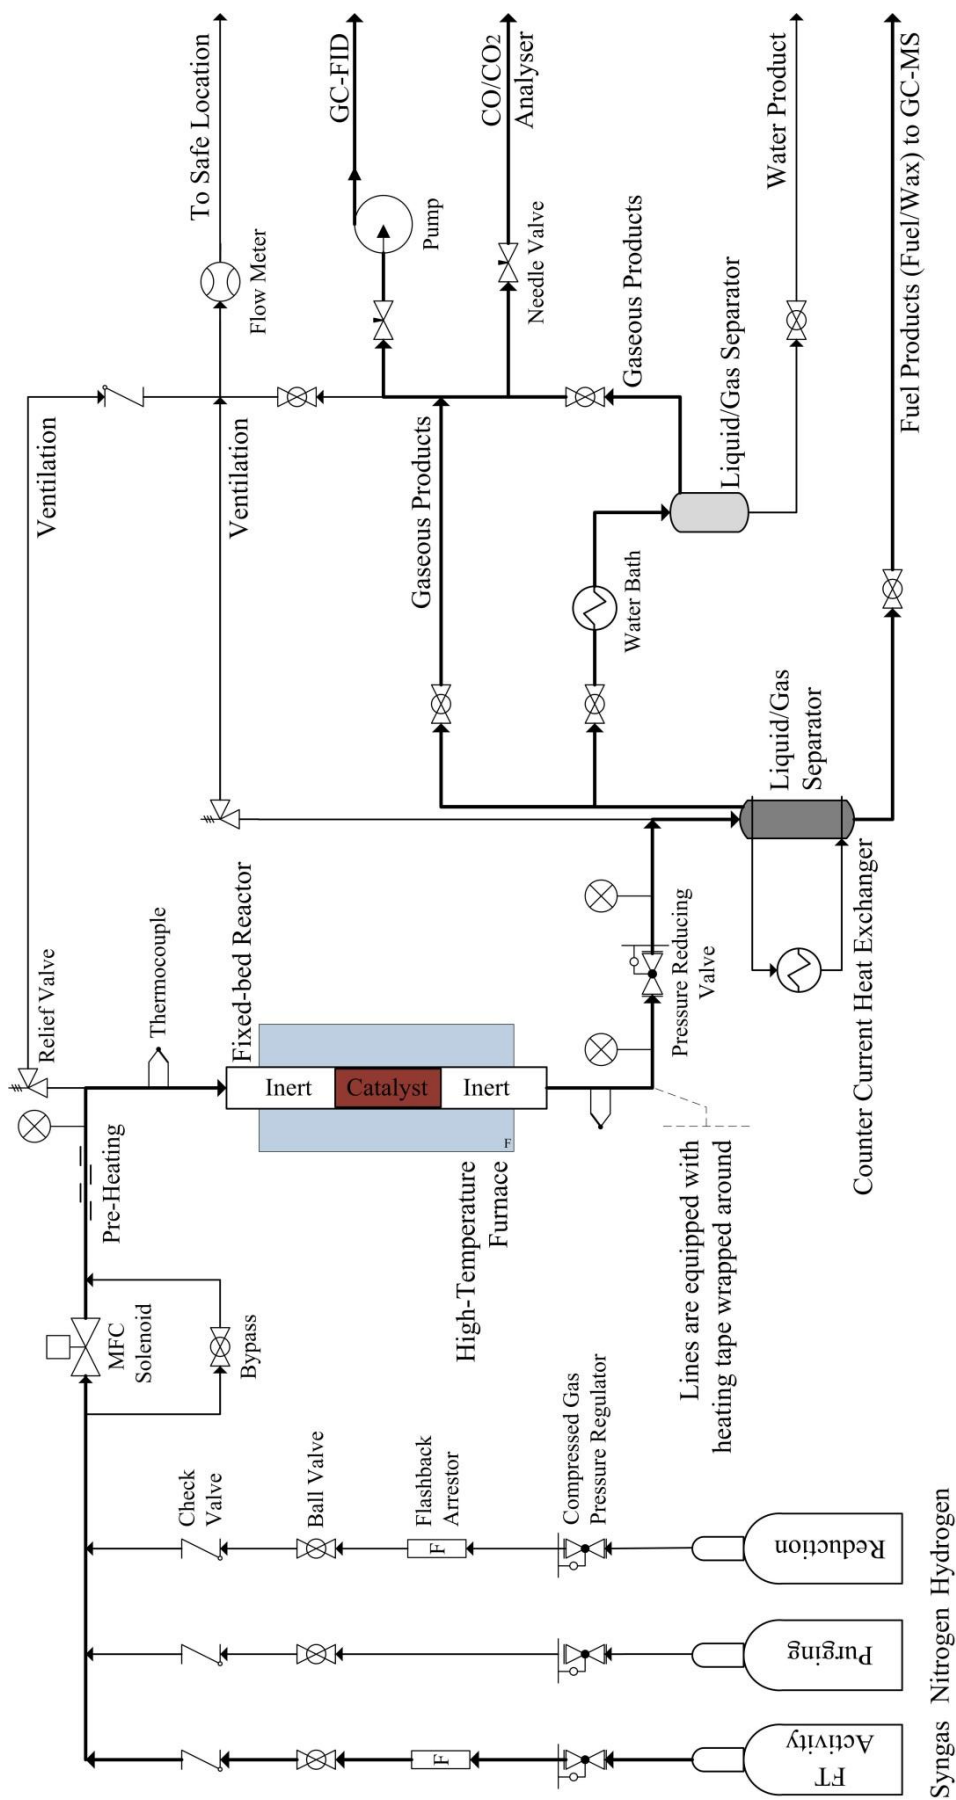 Ventilation
Relief Valve
Pre-Heating
MFC
Solenoid
Bypass
Thermocouple
Fixed-bed Reactor
Inert
Catalyst
Inert
F
High-Temperature
Furnace
Check
Valve
Ball Valve
Flashback
Arrestor
F
F
Compressed Gas
Pressure Regulator
FT
Activity
Purging
Reduction
Syngas
Nitrogen
Hydrogen
Lines are equipped with
heating tape wrapped around
Pressure Reducing
Valve
Counter Current Heat Exchanger
Liquid/Gas
Separator
Ventilation
To Safe Location
Flow Meter
GC-FID
Pump
CO/CO2
Analyser
Needle Valve
Gaseous Products
Gaseous Products
Water Bath
Liquid/Gas Separator
Water Product
Fuel Products (Fuel/Wax) to GC-MS